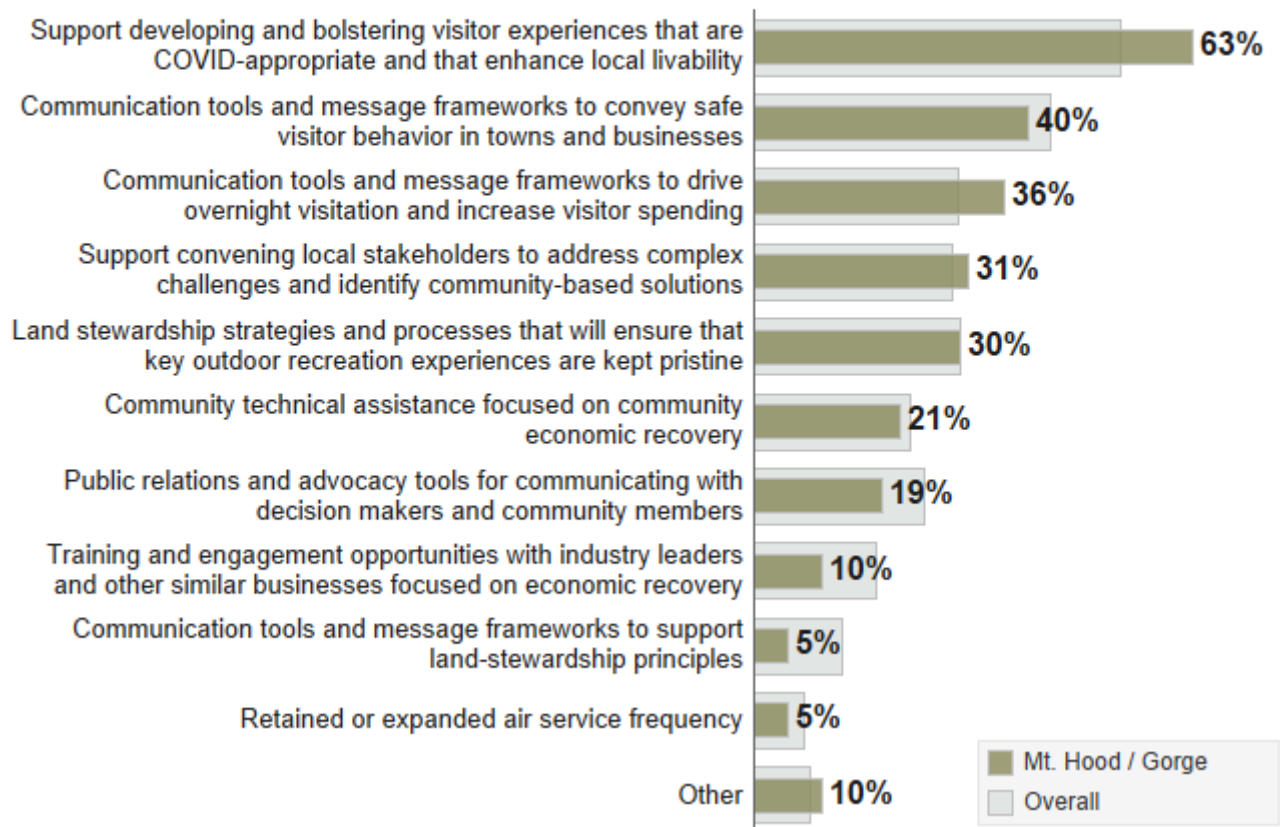 Support developing and bolstering visitor experiences that are
COVID-appropriate and that enhance local livability
63%
Communication tools and message frameworks to convey safe
visitor behavior in towns and businesses
40%
Communication tools and message frameworks to drive
overnight visitation and increase visitor spending
36%
Support convening local stakeholders to address complex
challenges and identify community-based solutions
31%
Land stewardship strategies and processes that will ensure that
key outdoor recreation experiences are kept pristine
30%
Community technical assistance focused on community
economic recovery
21%
Public relations and advocacy tools for communicating with
decision makers and community members
19%
Training and engagement opportunities with industry leaders
and other similar businesses focused on economic recovery
10%
Communication tools and message frameworks to support
land-stewardship principles
5%
Retained or expanded air service frequency
5%
Other
10%
Mt. Hood / Gorge
Overall